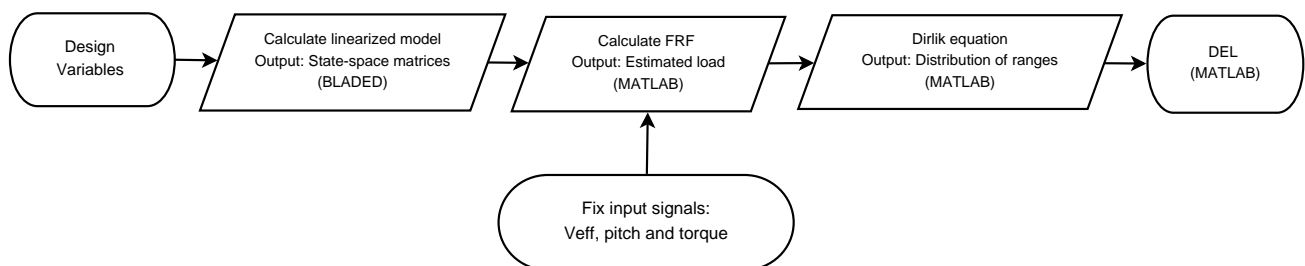 Design
Variables
Calculate linearized model
Output: State-space matrices
(BLADED)
Calculate FRF
Output: Estimated load
(MATLAB)
Dirlik equation
Output: Distribution of ranges
(MATLAB)
DEL
(MATLAB)
Fix input signals:
Veff, pitch and torque